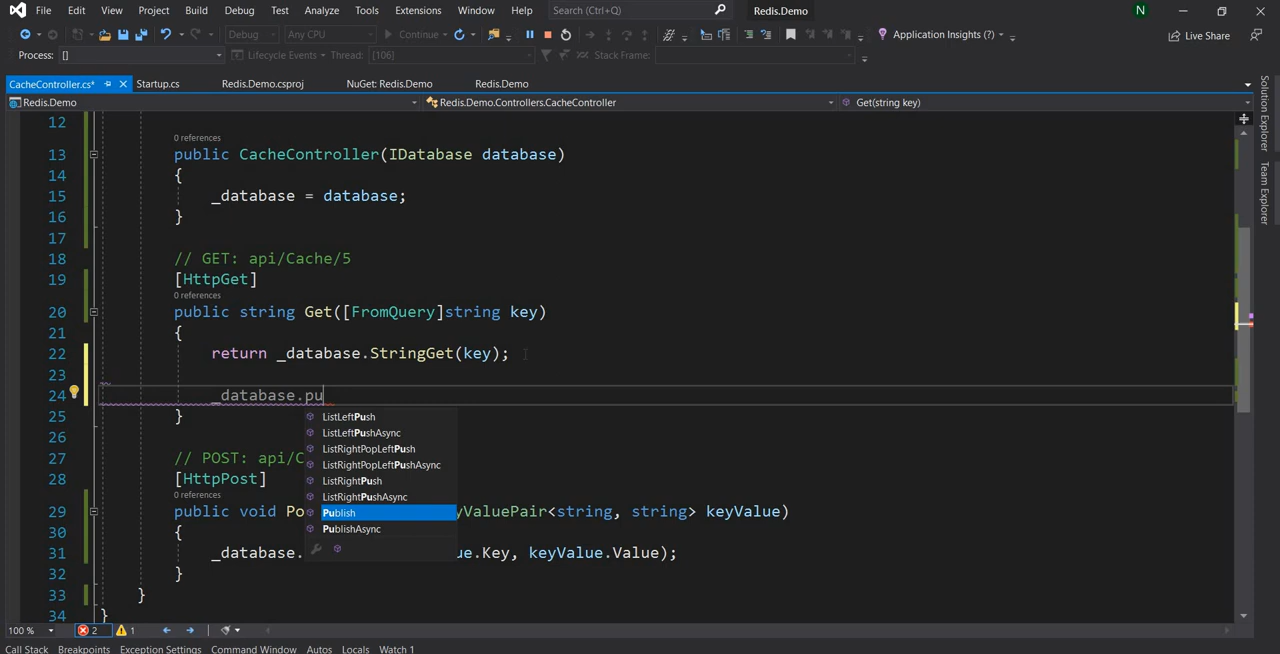 File Edit View Project Build Debug Test Analyze Tools Extensions Window Help Search (Ctrl+Q) Redis.Demo N
Debug Any CPU Continue Application Insights (?) Live Share
Process: [] Lifecycle Events Thread: [106] Stack Frame:
CacheController.cs* Startup.cs Redis.Demo.csproj NuGet: Redis.Demo Redis.Demo
Redis.Demo Redis.Demo.Controllers.CacheController Get(string key)
Solution Explorer
Team Explorer
12
0 references
13 public CacheController(IDatabase database)
14 {
15 _database = database;
16 }
17
18 // GET: api/Cache/5
19 [HttpGet]
0 references
20 public string Get([FromQuery]string key)
21 {
22 return _database.StringGet(key);
23
24 _database.pu
25 }
ListLeftPush
ListLeftPushAsync
ListRightPopLeftPush
ListRightPopLeftPushAsync
ListRightPush
ListRightPushAsync
Publish
PublishAsync
26
27 // POST: api/C
28 [HttpPost]
0 references
29 public void Po yValuePair<string, string> keyValue)
30 {
31 _database. ue.Key, keyValue.Value);
32 }
33 }
34 }
100 % 2 1
Call Stack Breakpoints Exception Settings Command Window Autos Locals Watch 1